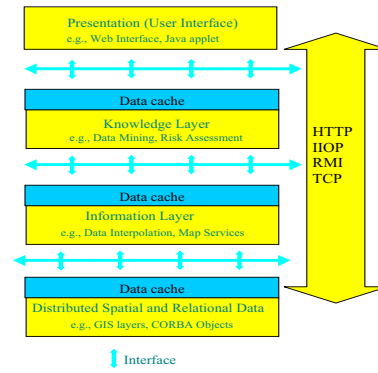 Presentation (User Interface)
e.g., Web Interface, Java applet
Data cache
Knowledge Layer
e.g., Data Mining, Risk Assessment
Data cache
Information Layer
e.g., Data Interpolation, Map Services
Data cache
Distributed Spatial and Relational Data
e.g., GIS layers, CORBA Objects
Interface
HTTP
IIOP
RMI
TCP